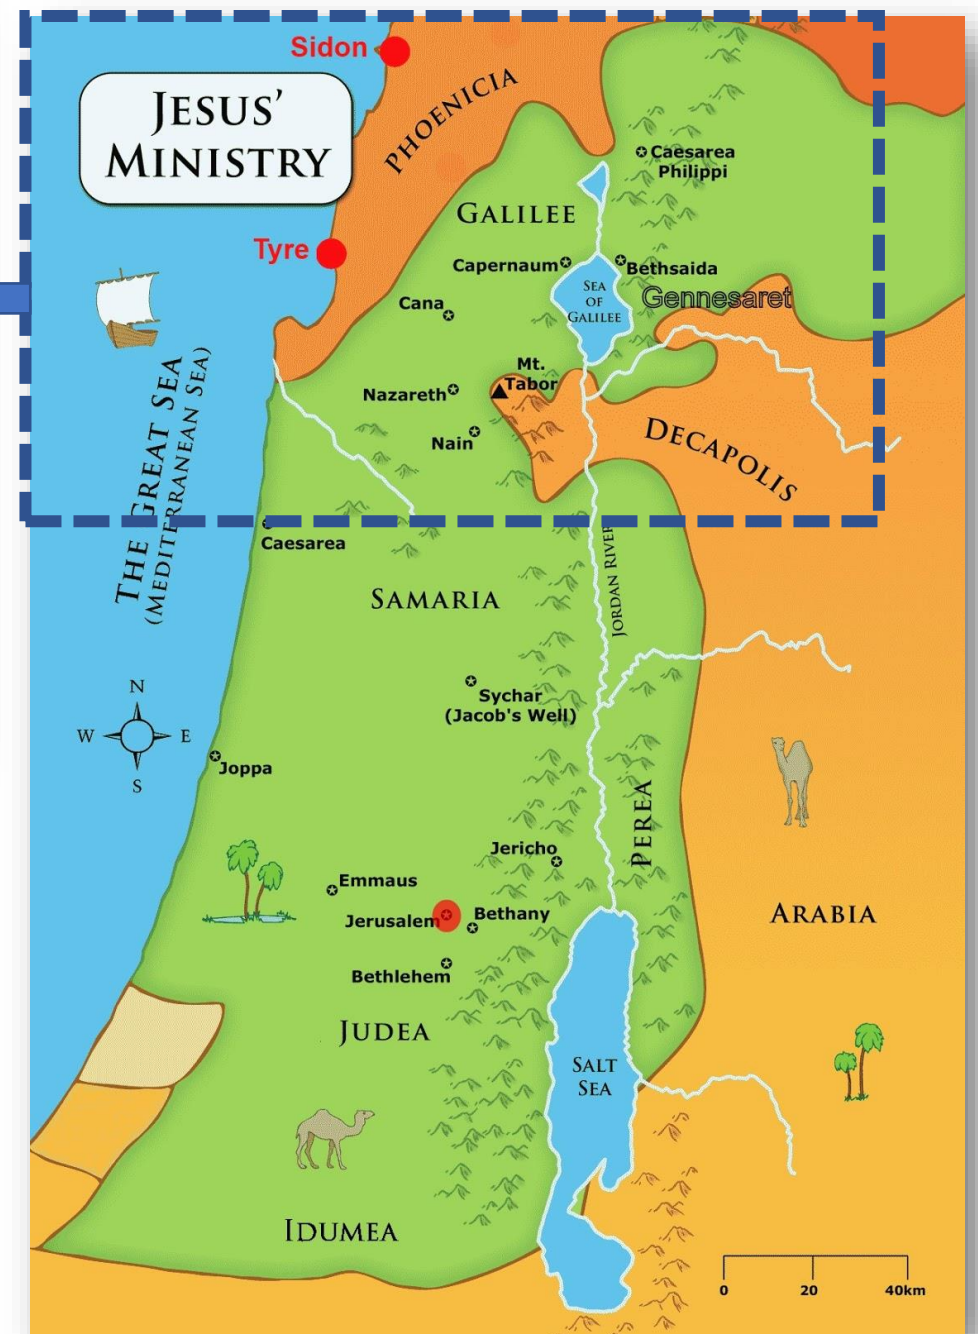 Sidon
JESUS'
MINISTRY
PHOENICIA
Caesarea
Philippi
GALILEE
Tyre
Capernaum
Bethsaida
SEA
OF
GALILEE
Gennesaret
Cana
Mt.
Tabor
Nazareth
Nain
DECAPOLIS
THE GREAT SEA
(MEDITERRANEAN SEA)
Caesarea
JORDAN RIVER
SAMARIA
Sychar
(Jacob's Well)
N
W E
S
Joppa
PEREA
Jericho
Emmaus
Jerusalem
Bethany
ARABIA
Bethlehem
JUDEA
SALT
SEA
IDUMEA
0 20 40km